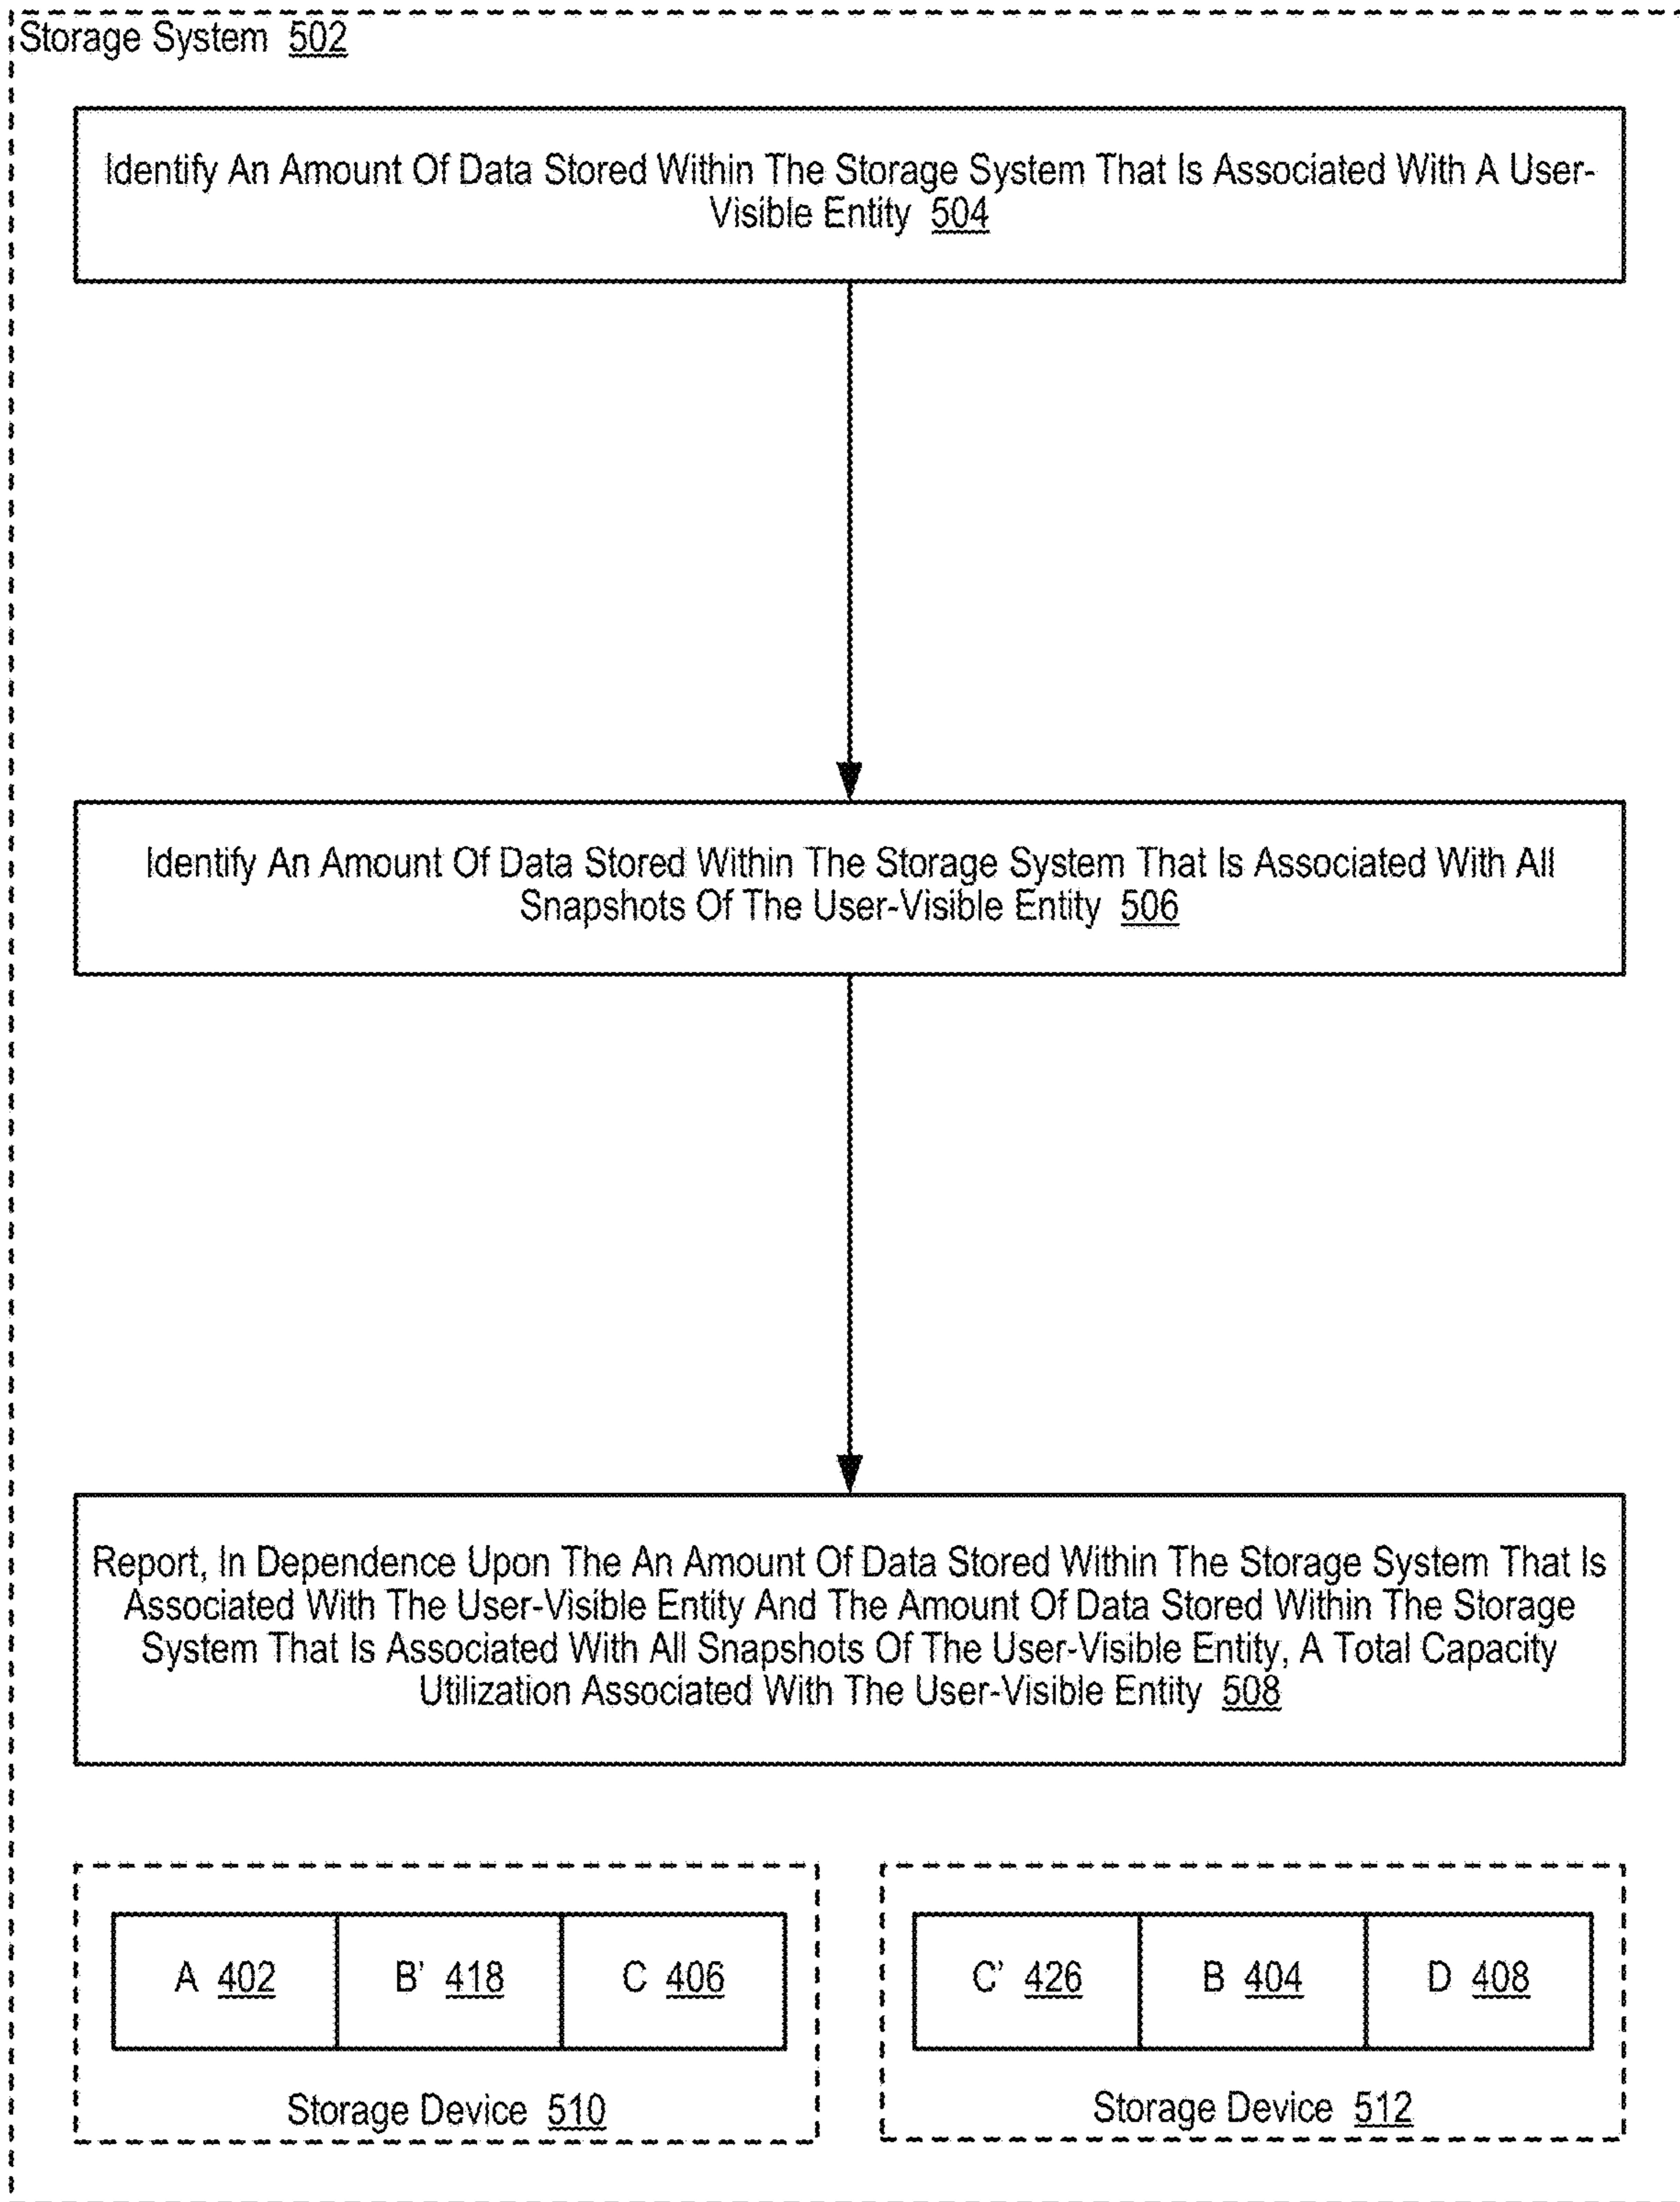 Storage System 502
Identify An Amount Of Data Stored Within The Storage System That Is Associated With A User-
Visible Entity 504
Identify An Amount Of Data Stored Within The Storage System That Is Associated With All
Snapshots Of The User-Visible Entity 506
Report, In Dependence Upon The An Amount Of Data Stored Within The Storage System That Is
Associated With The User-Visible Entity And The Amount Of Data Stored Within The Storage
System That Is Associated With All Snapshots Of The User-Visible Entity, A Total Capacity
Utilization Associated With The User-Visible Entity 508
A 402 B' 418 C 406
Storage Device 510
C' 426 B 404 D 408
Storage Device 512